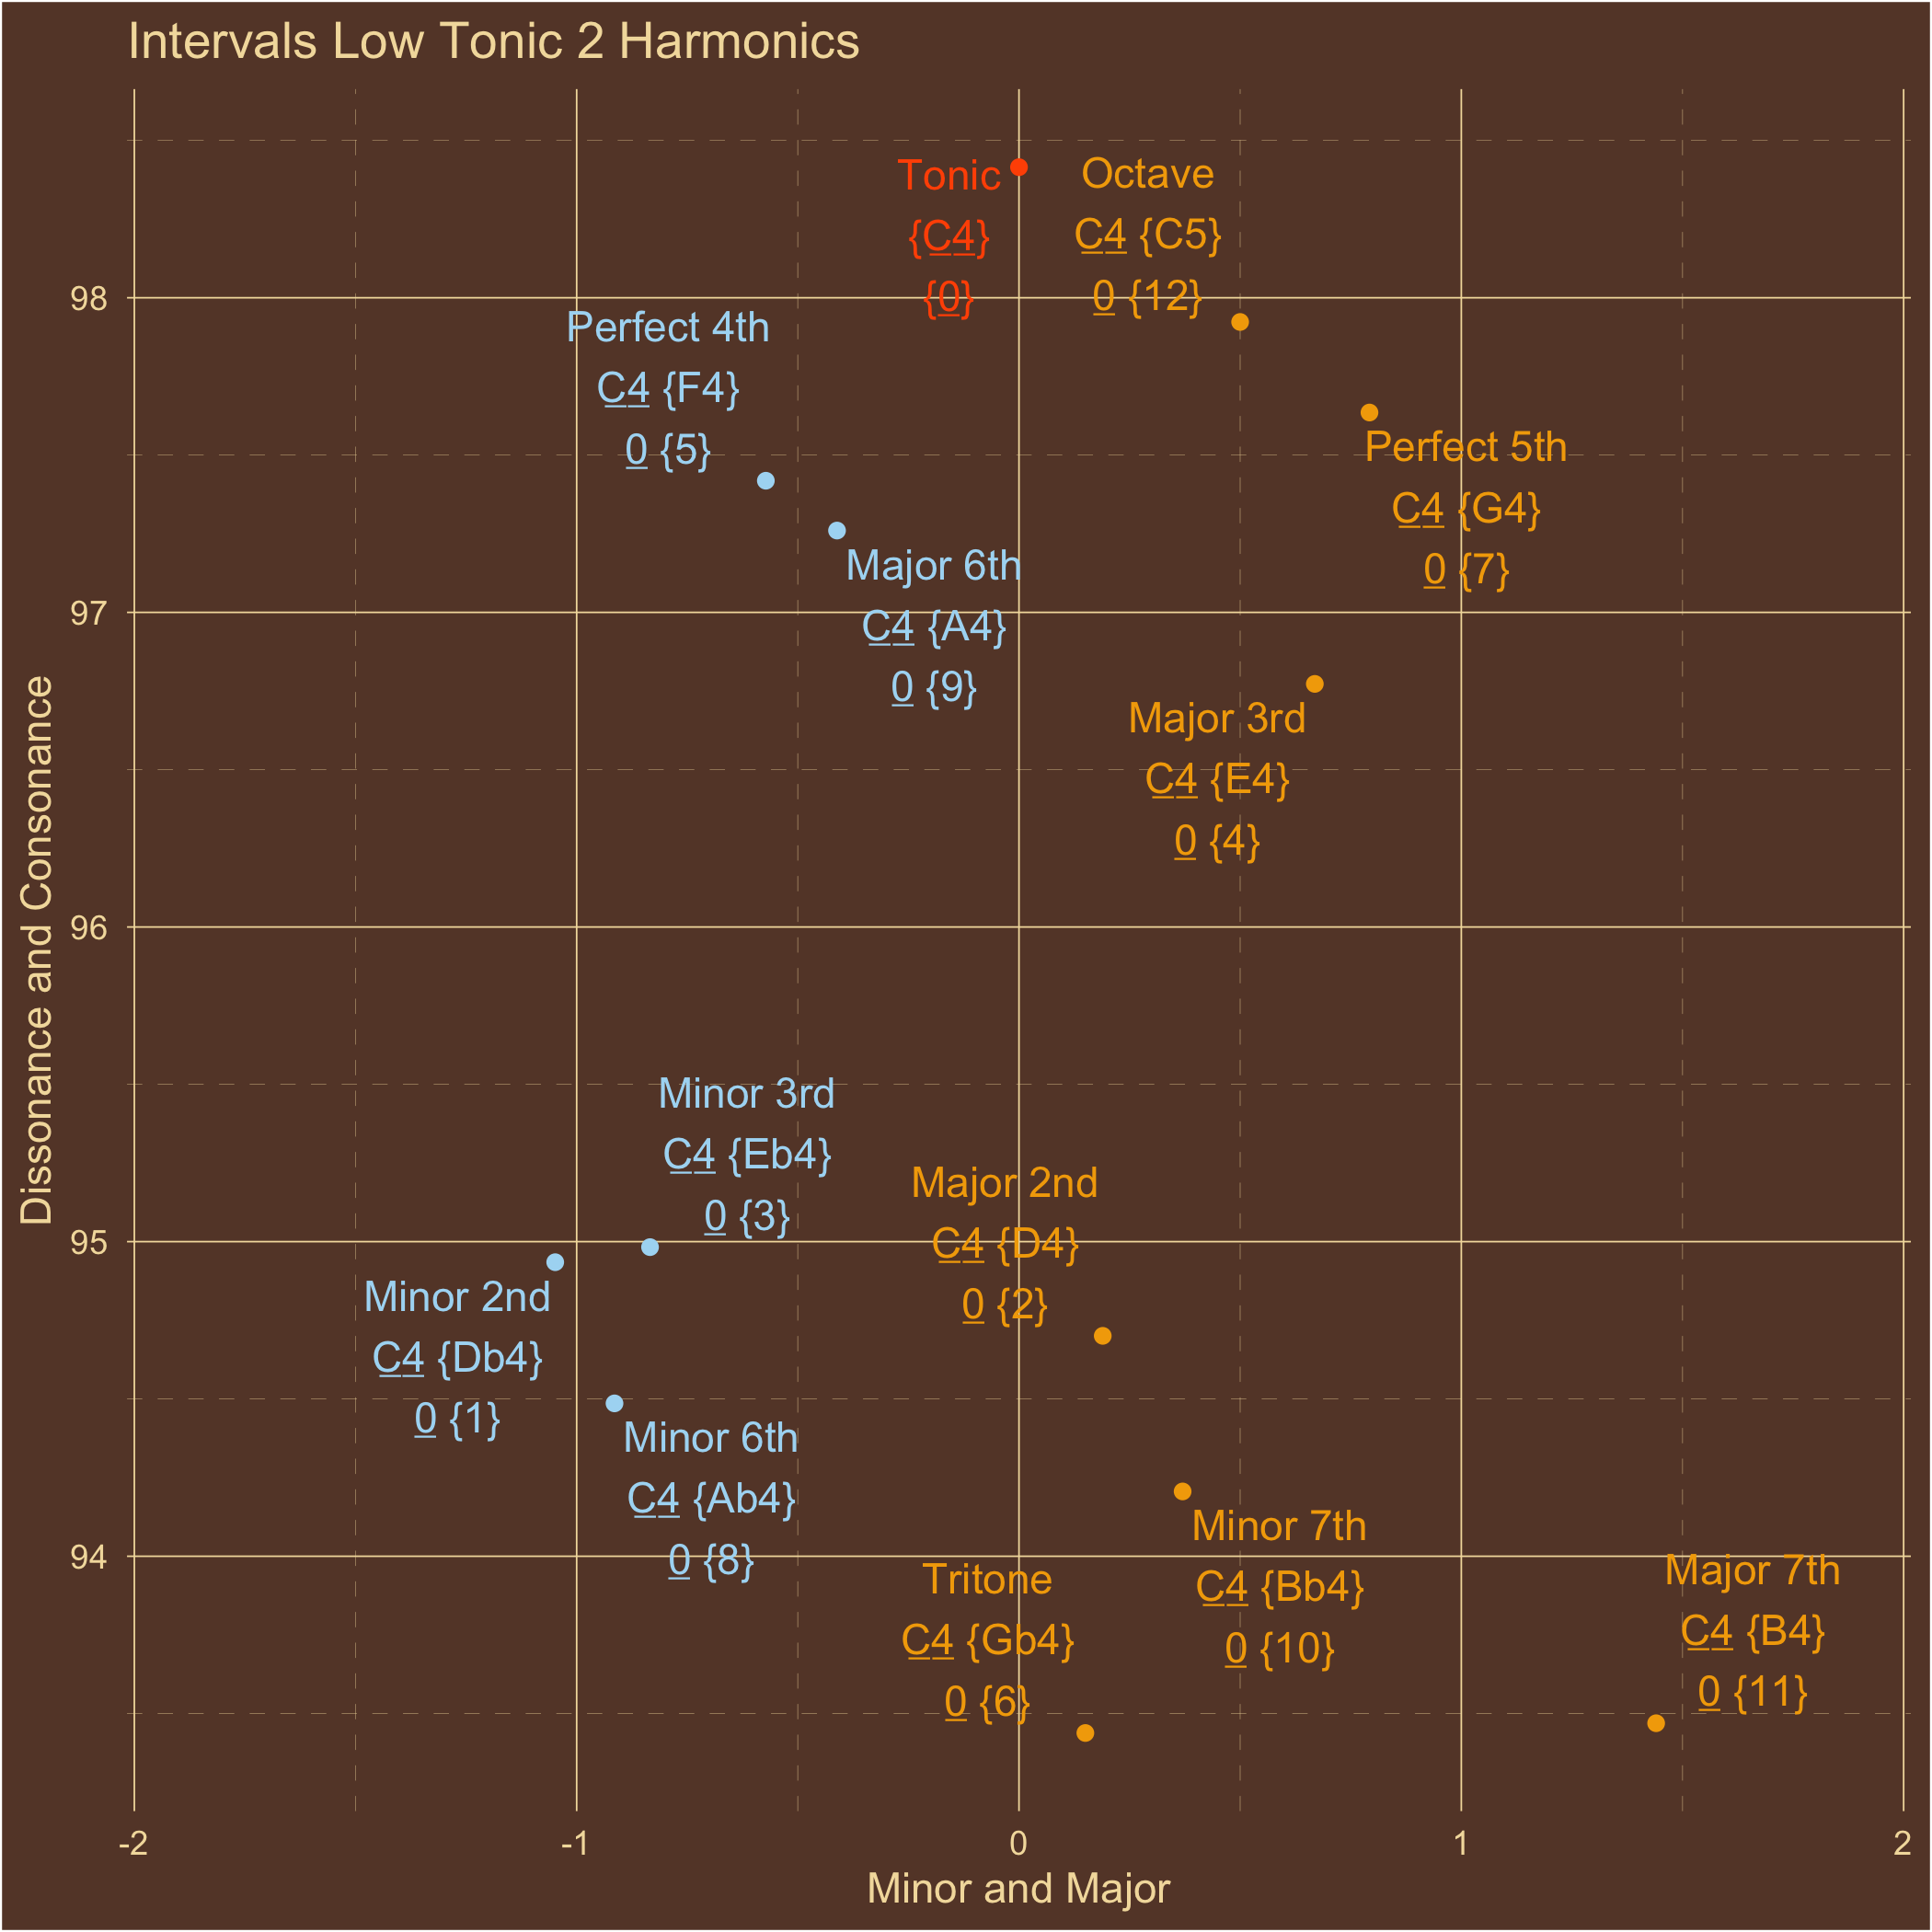 Intervals Low Tonic 2 Harmonics
Tonic
{C4}
{0}
Octave
C4 {C5}
0 {12}
Perfect 4th
C4 {F4}
0 {5}
Perfect 5th
C4 {G4}
0 {7}
Major 6th
C4 {A4}
0 {9}
Major 3rd
C4 {E4}
0 {4}
Minor 3rd
C4 {Eb4}
0 {3}
Major 2nd
C4 {D4}
0 {2}
Minor 2nd
C4 {Db4}
0 {1}
Minor 6th
C4 {Ab4}
0 {8}
Minor 7th
C4 {Bb4}
0 {10}
Tritone
C4 {Gb4}
0 {6}
Major 7th
C4 {B4}
0 {11}
98
97
96
95
94
Dissonance and Consonance
-2
-1
0
1
2
Minor and Major